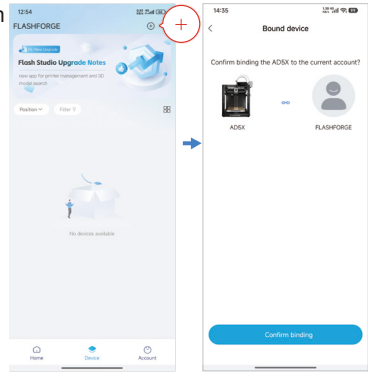 n
12:54
FLASHFORGE
Flash Studio Upgrade Notes
new app for printer management and 3D
model search
Position
Filter
No devices available
Home
Device
Account
14:35
Bound device
Confirm binding the AD5X to the current account?
AD5X
FLASHFORGE
Confirm binding